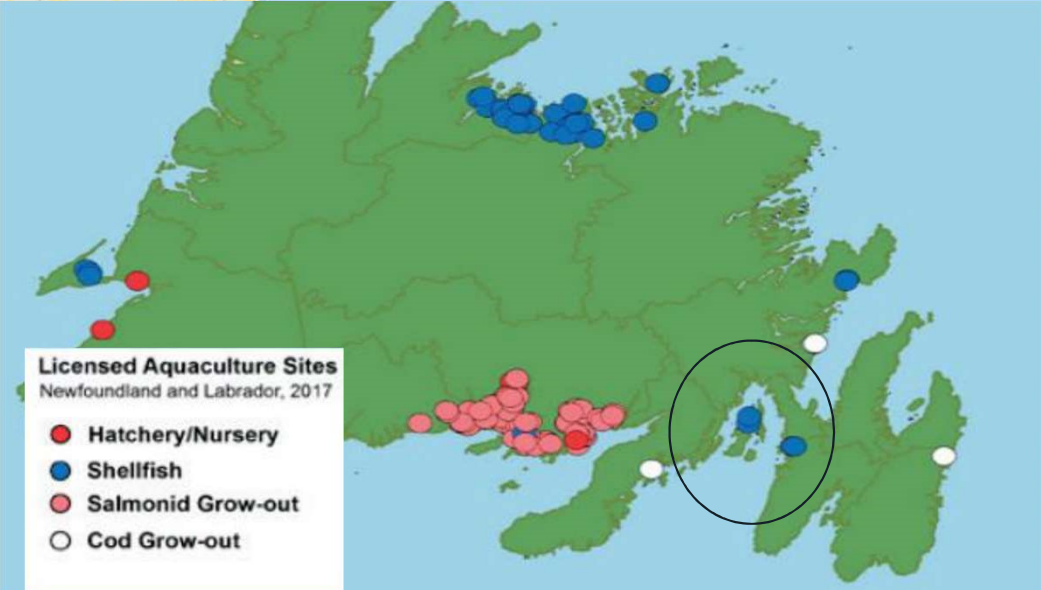 Licensed Aquaculture Sites
Newfoundland and Labrador, 2017
Hatchery/Nursery
Shellfish
Salmonid Grow-out
Cod Grow-out